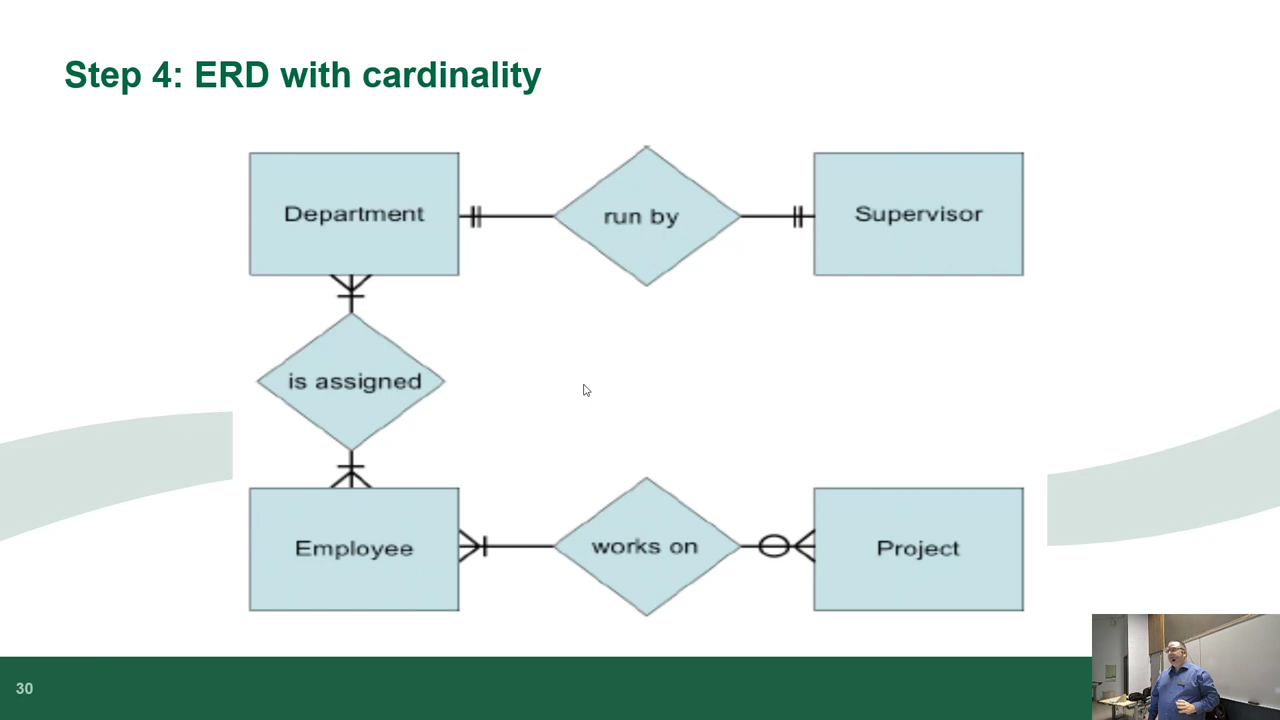 Step 4: ERD with cardinality
Department
run by
Supervisor
is assigned
Employee
works on
Project
30